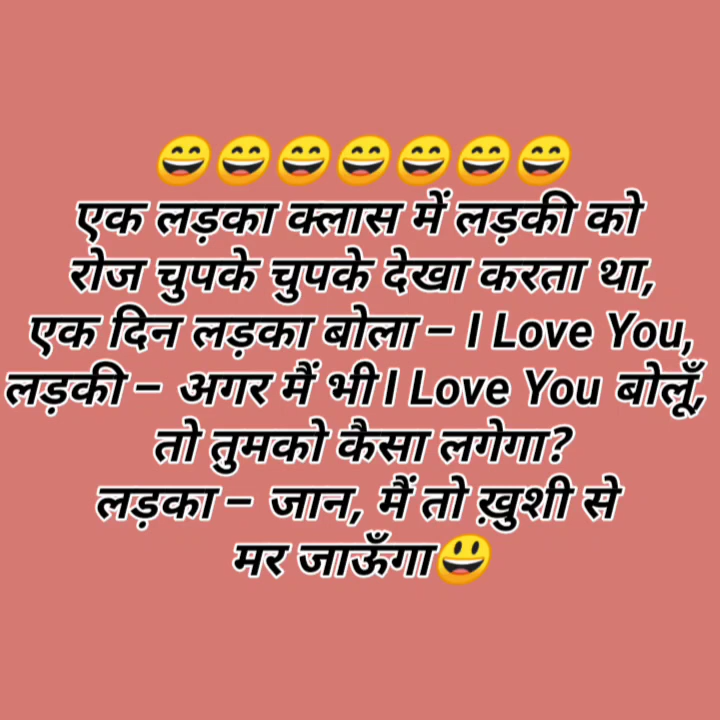 😄😄😄😄😄😄😄
एक लड़का क्लास में लड़की को
रोज चुपके चुपके देखा करता था,
एक दिन लड़का बोला – I Love You,
लड़की – अगर मैं भी I Love You बोलूँ,
तो तुमको कैसा लगेगा?
लड़का – जान, मैं तो ख़ुशी से
मर जाऊँगा😃